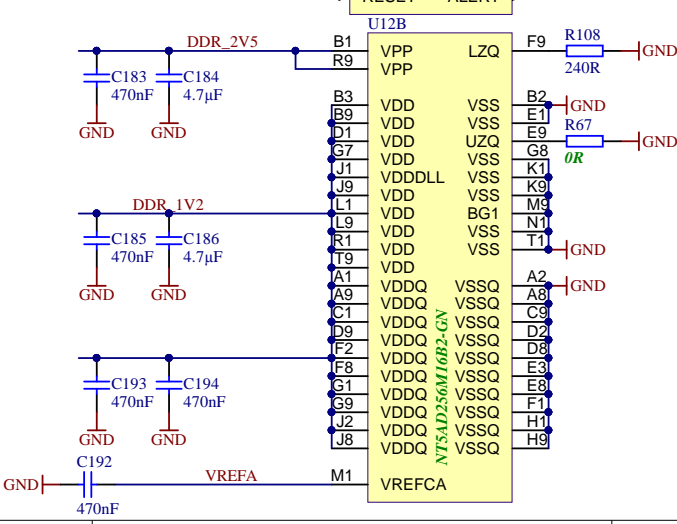 RESET ALERT
U12B
DDR_2V5
C183
470nF
GND
C184
4.7µF
GND
B1 VPP LZQ F9
R108
240R
GND
R9 VPP
B3 VDD VSS B2
GND
B9 VDD VSS E1
D1 VDD UZQ E9
R67
0R
GND
G7 VDD VSS G8
J1 VDDDLL VSS K1
J9 VDD VSS K9
DDR_1V2
L1 VDD BG1 M9
L9 VDD VSS N1
R1 VDD VSS T1
GND
C185
470nF
GND
C186
4.7µF
GND
T9 VDD
A1 VDDQ VSSQ A2
GND
A9 VDDQ VSSQ A8
C1 VDDQ VSSQ C9
D9 VDDQ VSSQ D2
F2 VDDQ VSSQ D8
F8 VDDQ VSSQ E3
G1 VDDQ VSSQ E8
G9 VDDQ VSSQ F1
J2 VDDQ VSSQ H1
J8 VDDQ VSSQ H9
NT5AD256M16B2-GN
C193
470nF
GND
C194
470nF
GND
GND
C192
470nF
VREFA
M1 VREFCA